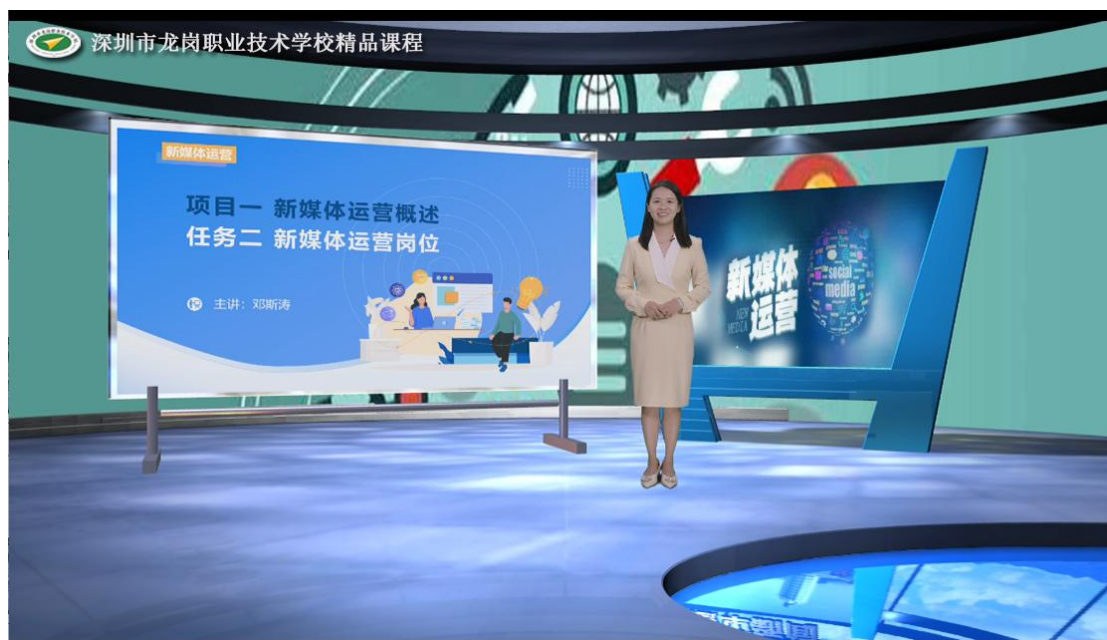 深圳市龙岗职业技术学校精品课程
新媒体运营
项目一 新媒体运营概述
任务二 新媒体运营岗位
主讲：邓斯涛
新媒体
运营
NEW
MEDIA
social
media